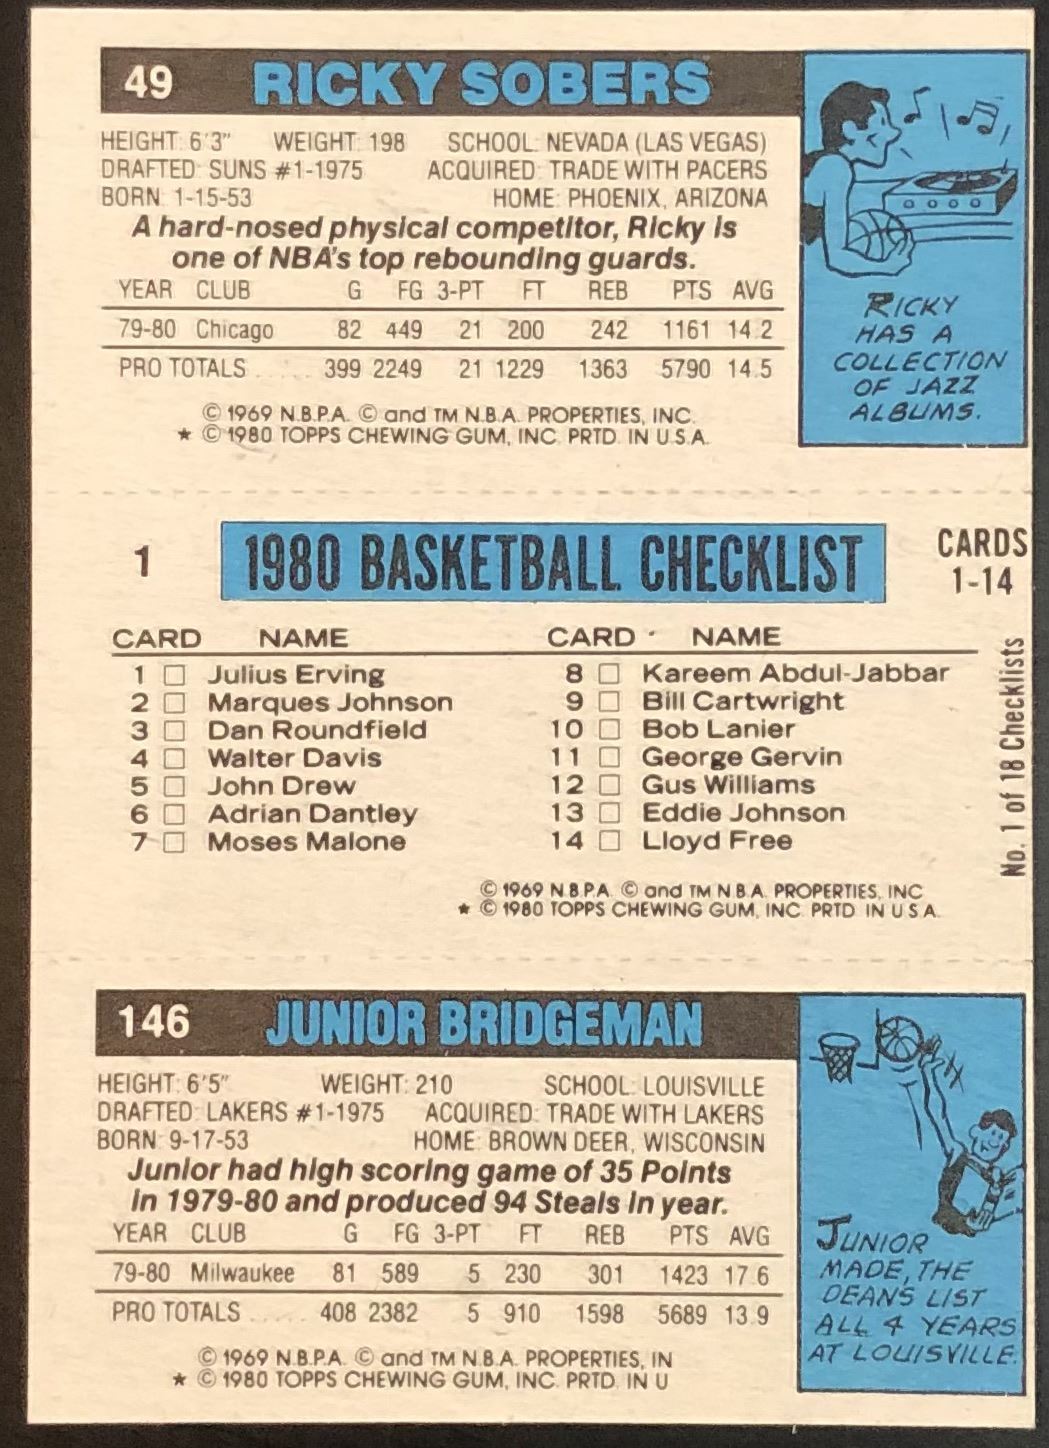 49 RICKY SOBERS
HEIGHT: 6'3" WEIGHT: 198 SCHOOL: NEVADA (LAS VEGAS)
DRAFTED: SUNS #1-1975 ACQUIRED: TRADE WITH PACERS
BORN: 1-15-53 HOME: PHOENIX, ARIZONA
A hard-nosed physical competitor, Ricky is
one of NBA's top rebounding guards.
YEAR CLUB G FG 3-PT FT REB PTS AVG
79-80 Chicago 82 449 21 200 242 1161 14.2
PRO TOTALS ..... 399 2249 21 1229 1363 5790 14.5
© 1969 N.B.P.A. © and TM N.B.A. PROPERTIES, INC.
★ © 1980 TOPPS CHEWING GUM, INC. PRTD. IN U.S.A.
RICKY
HAS A
COLLECTION
OF JAZZ
ALBUMS.
1 1980 BASKETBALL CHECKLIST CARDS
1-14
CARD NAME CARD NAME
1 □ Julius Erving 8 □ Kareem Abdul-Jabbar
2 □ Marques Johnson 9 □ Bill Cartwright
3 □ Dan Roundfield 10 □ Bob Lanier
4 □ Walter Davis 11 □ George Gervin
5 □ John Drew 12 □ Gus Williams
6 □ Adrian Dantley 13 □ Eddie Johnson
7 □ Moses Malone 14 □ Lloyd Free
No. 1 of 18 Checklists
© 1969 N.B.P.A. © and TM N.B.A. PROPERTIES, INC
★ © 1980 TOPPS CHEWING GUM, INC. PRTD. IN U.S.A.
146 JUNIOR BRIDGEMAN
HEIGHT: 6'5" WEIGHT: 210 SCHOOL: LOUISVILLE
DRAFTED: LAKERS #1-1975 ACQUIRED: TRADE WITH LAKERS
BORN: 9-17-53 HOME: BROWN DEER, WISCONSIN
Junior had high scoring game of 35 Points
in 1979-80 and produced 94 Steals in year.
YEAR CLUB G FG 3-PT FT REB PTS AVG
79-80 Milwaukee 81 589 5 230 301 1423 17.6
PRO TOTALS ..... 408 2382 5 910 1598 5689 13.9
© 1969 N.B.P.A. © and TM N.B.A. PROPERTIES, IN
★ © 1980 TOPPS CHEWING GUM, INC. PRTD. IN U
JUNIOR
MADE, THE
DEANS LIST
ALL 4 YEARS
AT LOUISVILLE.